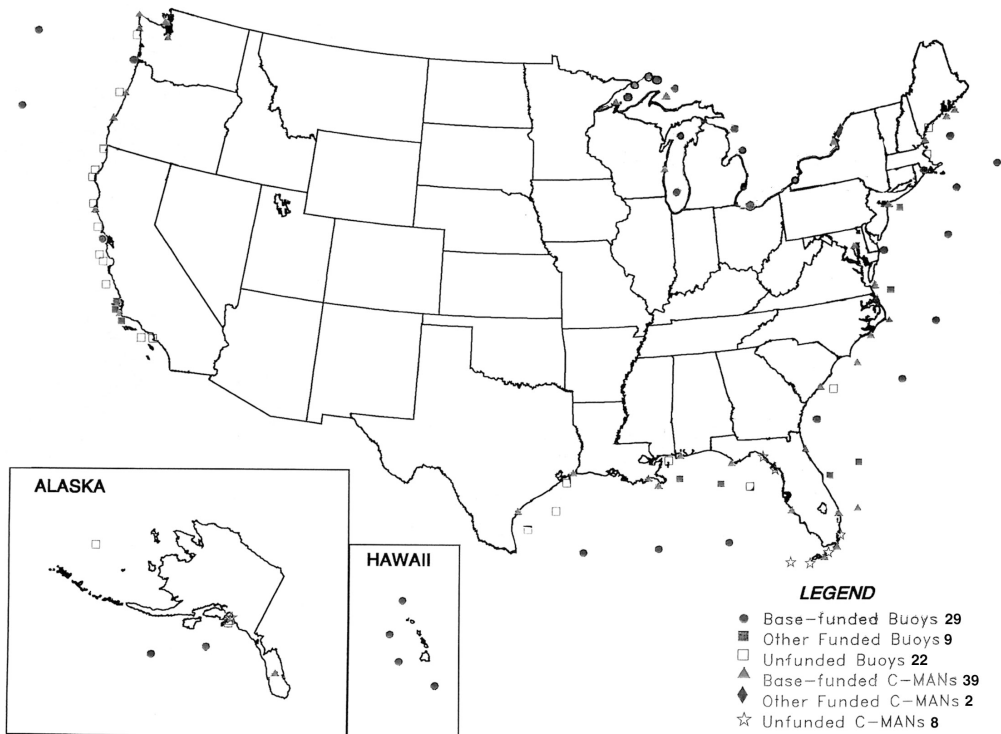 ALASKA
HAWAII
LEGEND
Base-funded Buoys 29
Other Funded Buoys 9
Unfunded Buoys 22
Base-funded C-MANs 39
Other Funded C-MANs 2
Unfunded C-MANs 8